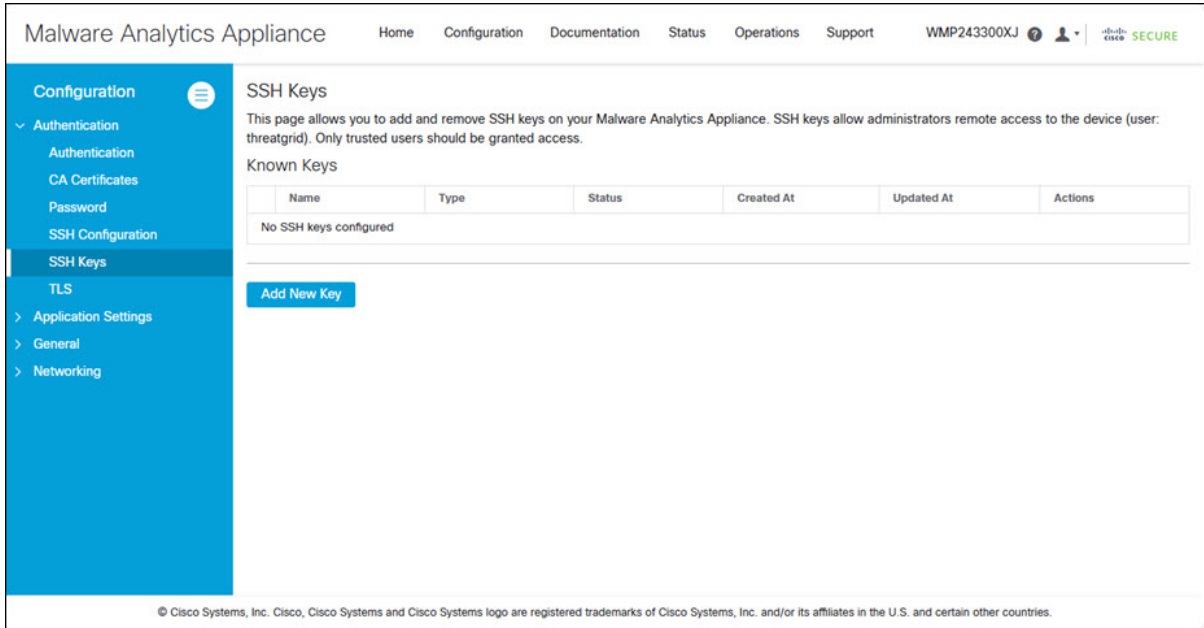 Malware Analytics Appliance Home Configuration Documentation Status Operations Support WMP243300XJ ? cisco SECURE
Configuration
Authentication
Authentication
CA Certificates
Password
SSH Configuration
SSH Keys
TLS
Application Settings
General
Networking
SSH Keys
This page allows you to add and remove SSH keys on your Malware Analytics Appliance. SSH keys allow administrators remote access to the device (user:
threatgrid). Only trusted users should be granted access.
Known Keys
Name Type Status Created At Updated At Actions
No SSH keys configured
Add New Key
© Cisco Systems, Inc. Cisco, Cisco Systems and Cisco Systems logo are registered trademarks of Cisco Systems, Inc. and/or its affiliates in the U.S. and certain other countries.